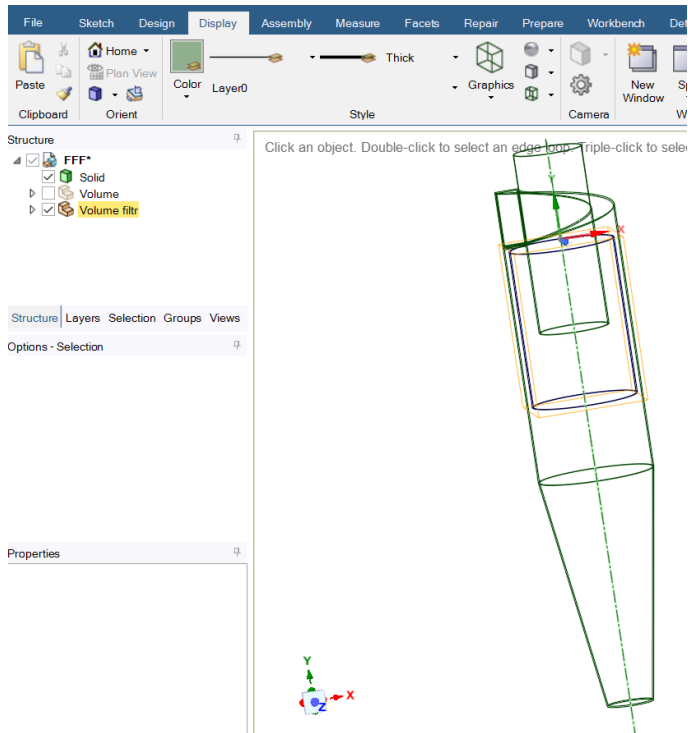 File Sketch Design Display Assembly Measure Facets Repair Prepare Workbench
Home
Plan View
Paste
Color
Layer0
Thick
Graphics
New
Window
Clipboard Orient Style Camera
Structure
Click an object. Double-click to select an edge loop. Triple-click to
FFF*
Solid
Volume
Volume filtr
Y
X
Structure Layers Selection Groups Views
Options - Selection
Properties
Y
X
Z